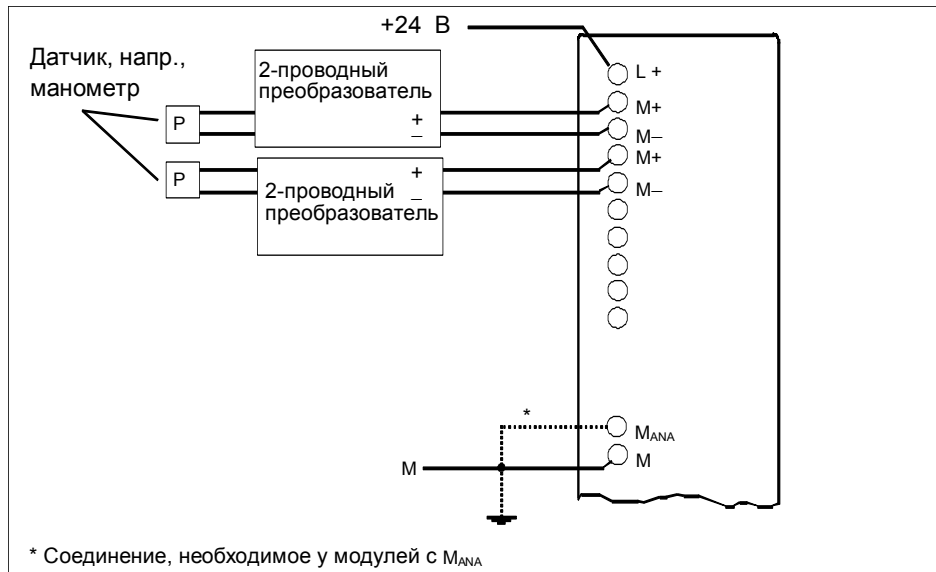 +24 В
Датчик, напр.,
манометр
2-проводный
преобразователь
+
–
P
L +
M+
M–
M+
M–
P
+
–
2-проводный
преобразователь
*
MANA
M
M
* Соединение, необходимое у модулей с MANA